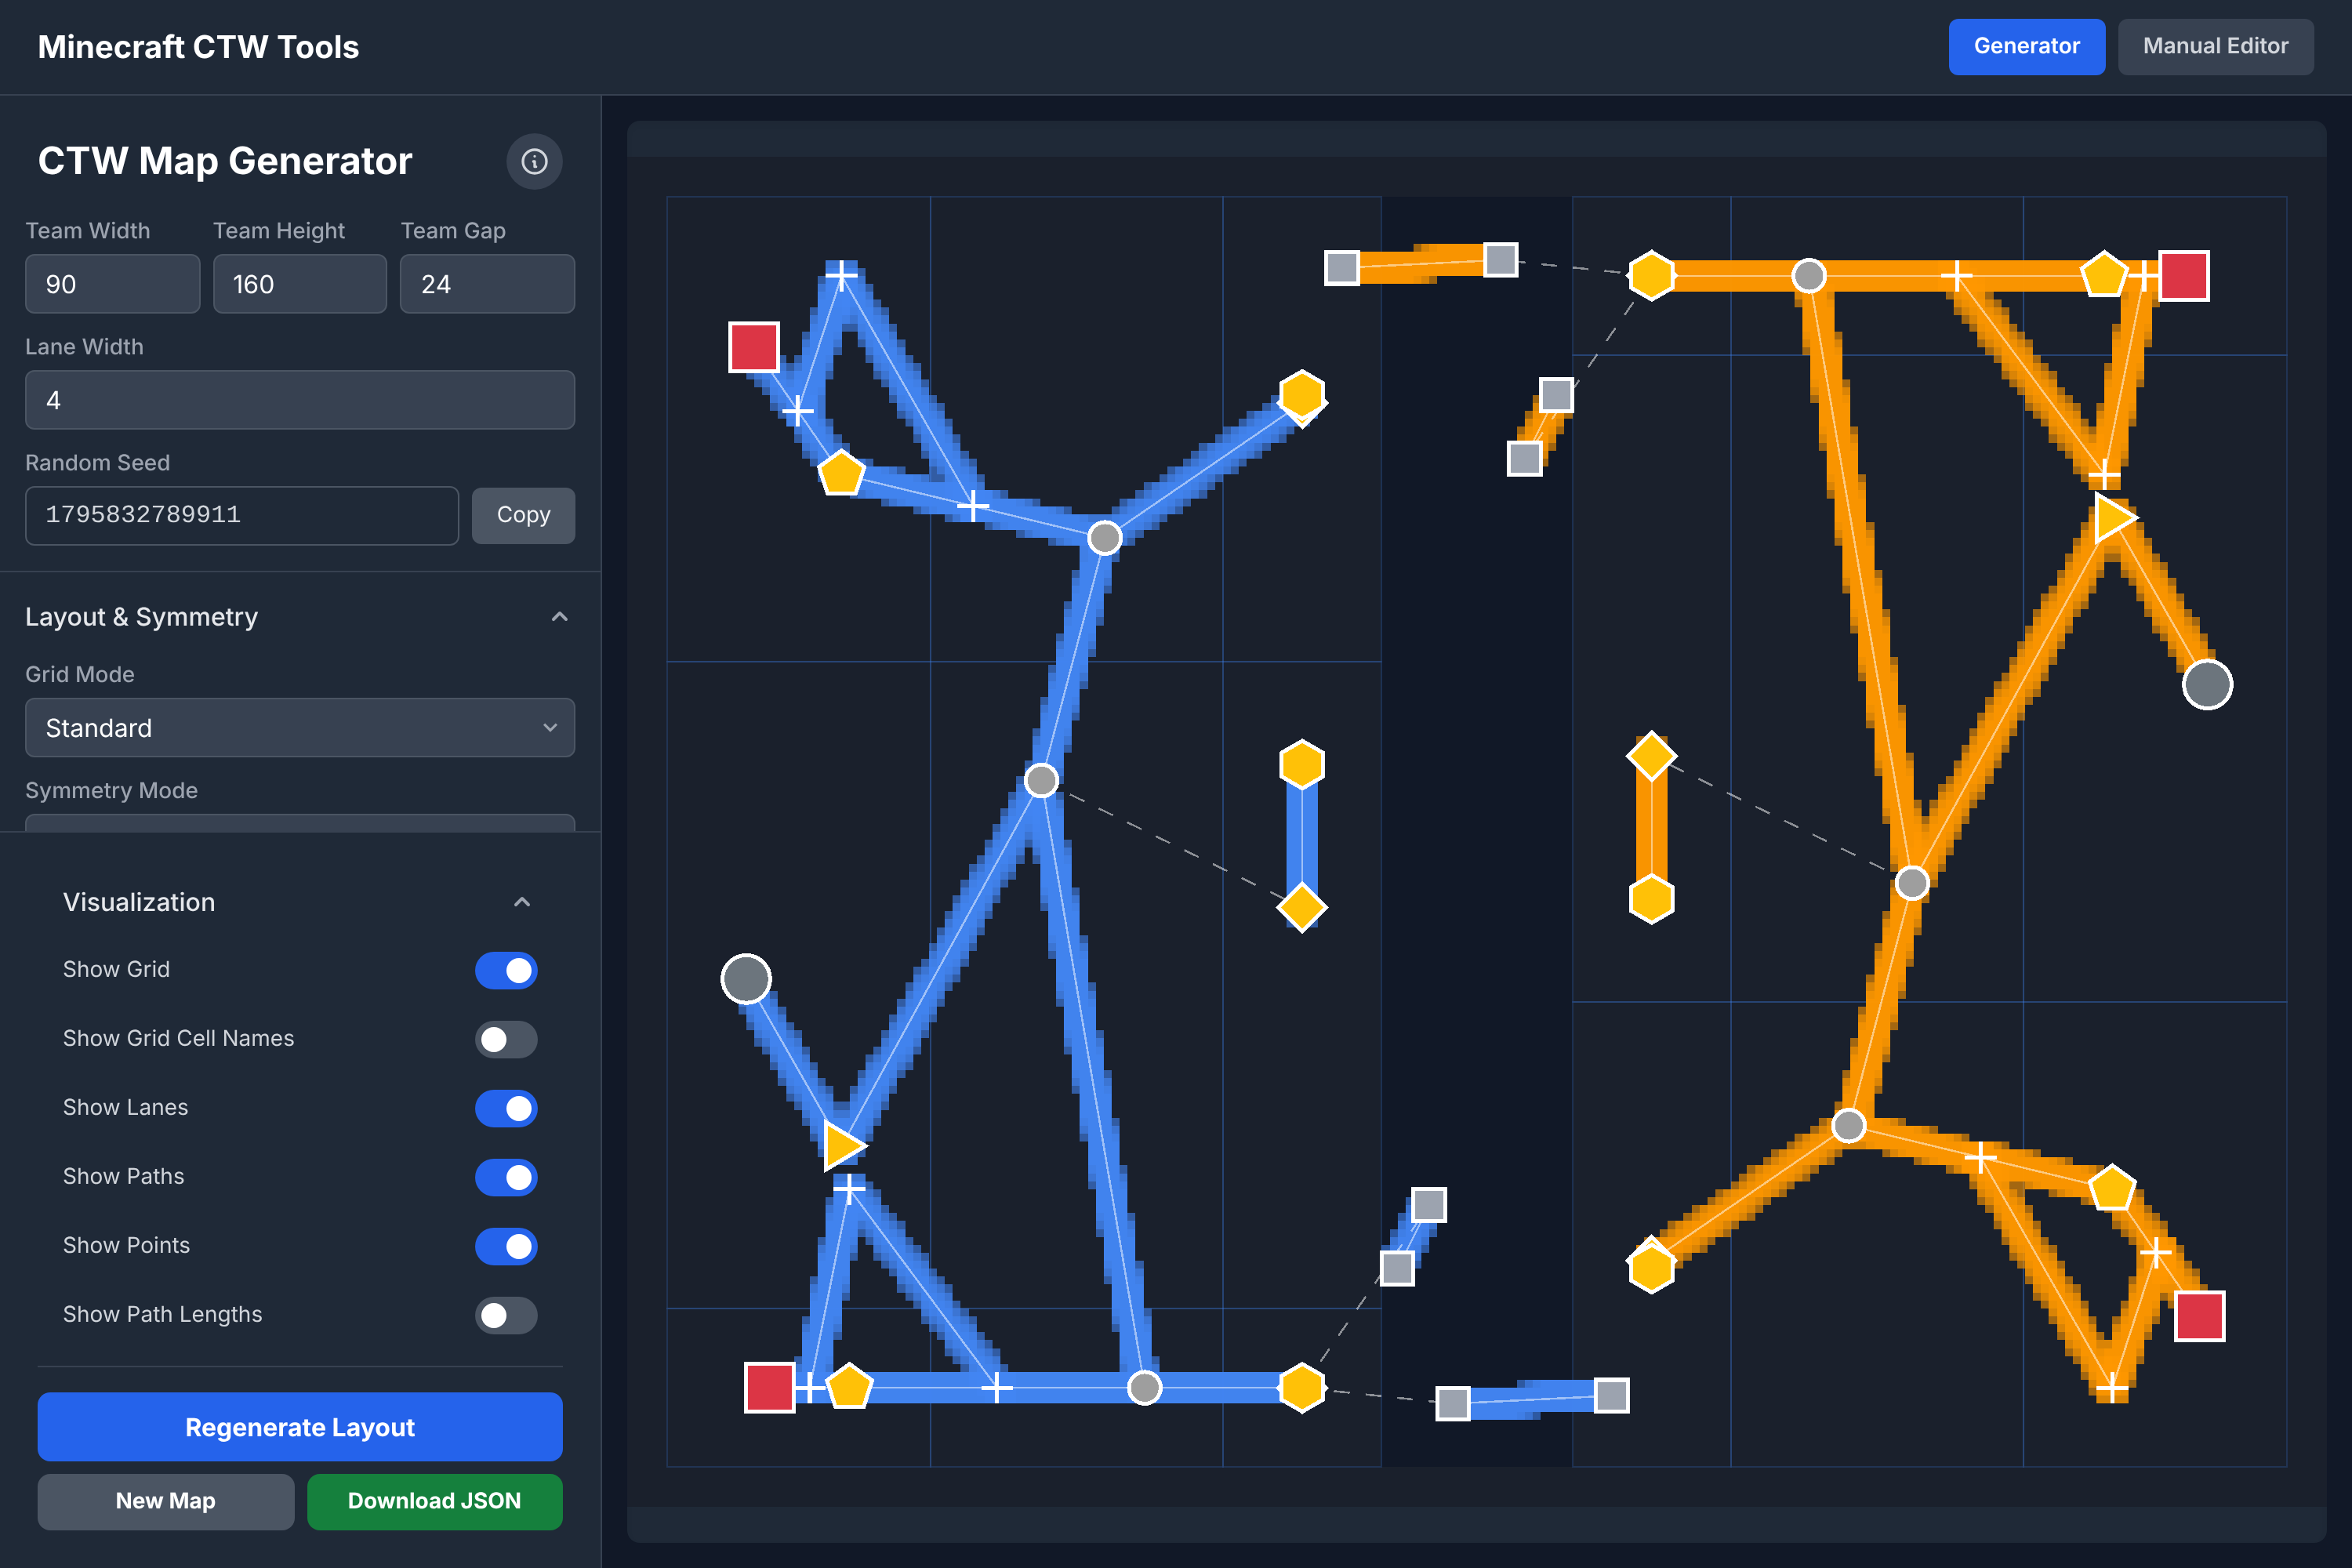 Minecraft CTW Tools
Generator
Manual Editor
CTW Map Generator
Team Width
Team Height
Team Gap
90
160
24
Lane Width
4
Random Seed
1795832789911
Copy
Layout & Symmetry
Grid Mode
Standard
Symmetry Mode
Visualization
Show Grid
Show Grid Cell Names
Show Lanes
Show Paths
Show Points
Show Path Lengths
Regenerate Layout
New Map
Download JSON